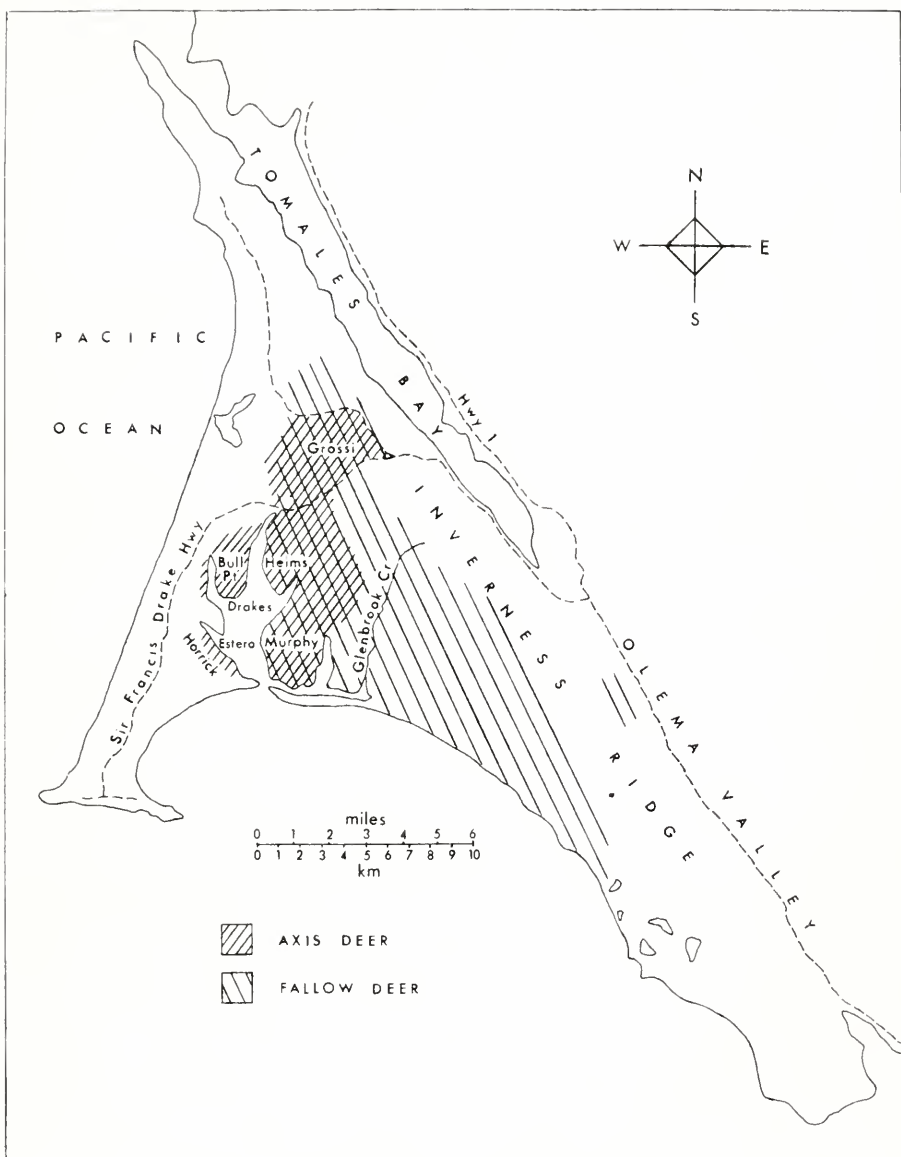 TOMALES BAY
N
W E
S
PACIFIC
OCEAN
Hwy 1
Grossi
INVERNESS RIDGE
Sir Francis Drake Hwy
Bull
Pt.
Heims
Glenbrook Cr.
Drakes
Estero
Murphy
Horrick
OLEMA VALLEY
miles
0 1 2 3 4 5 6
0 1 2 3 4 5 6 7 8 9 10
km
AXIS DEER
FALLOW DEER